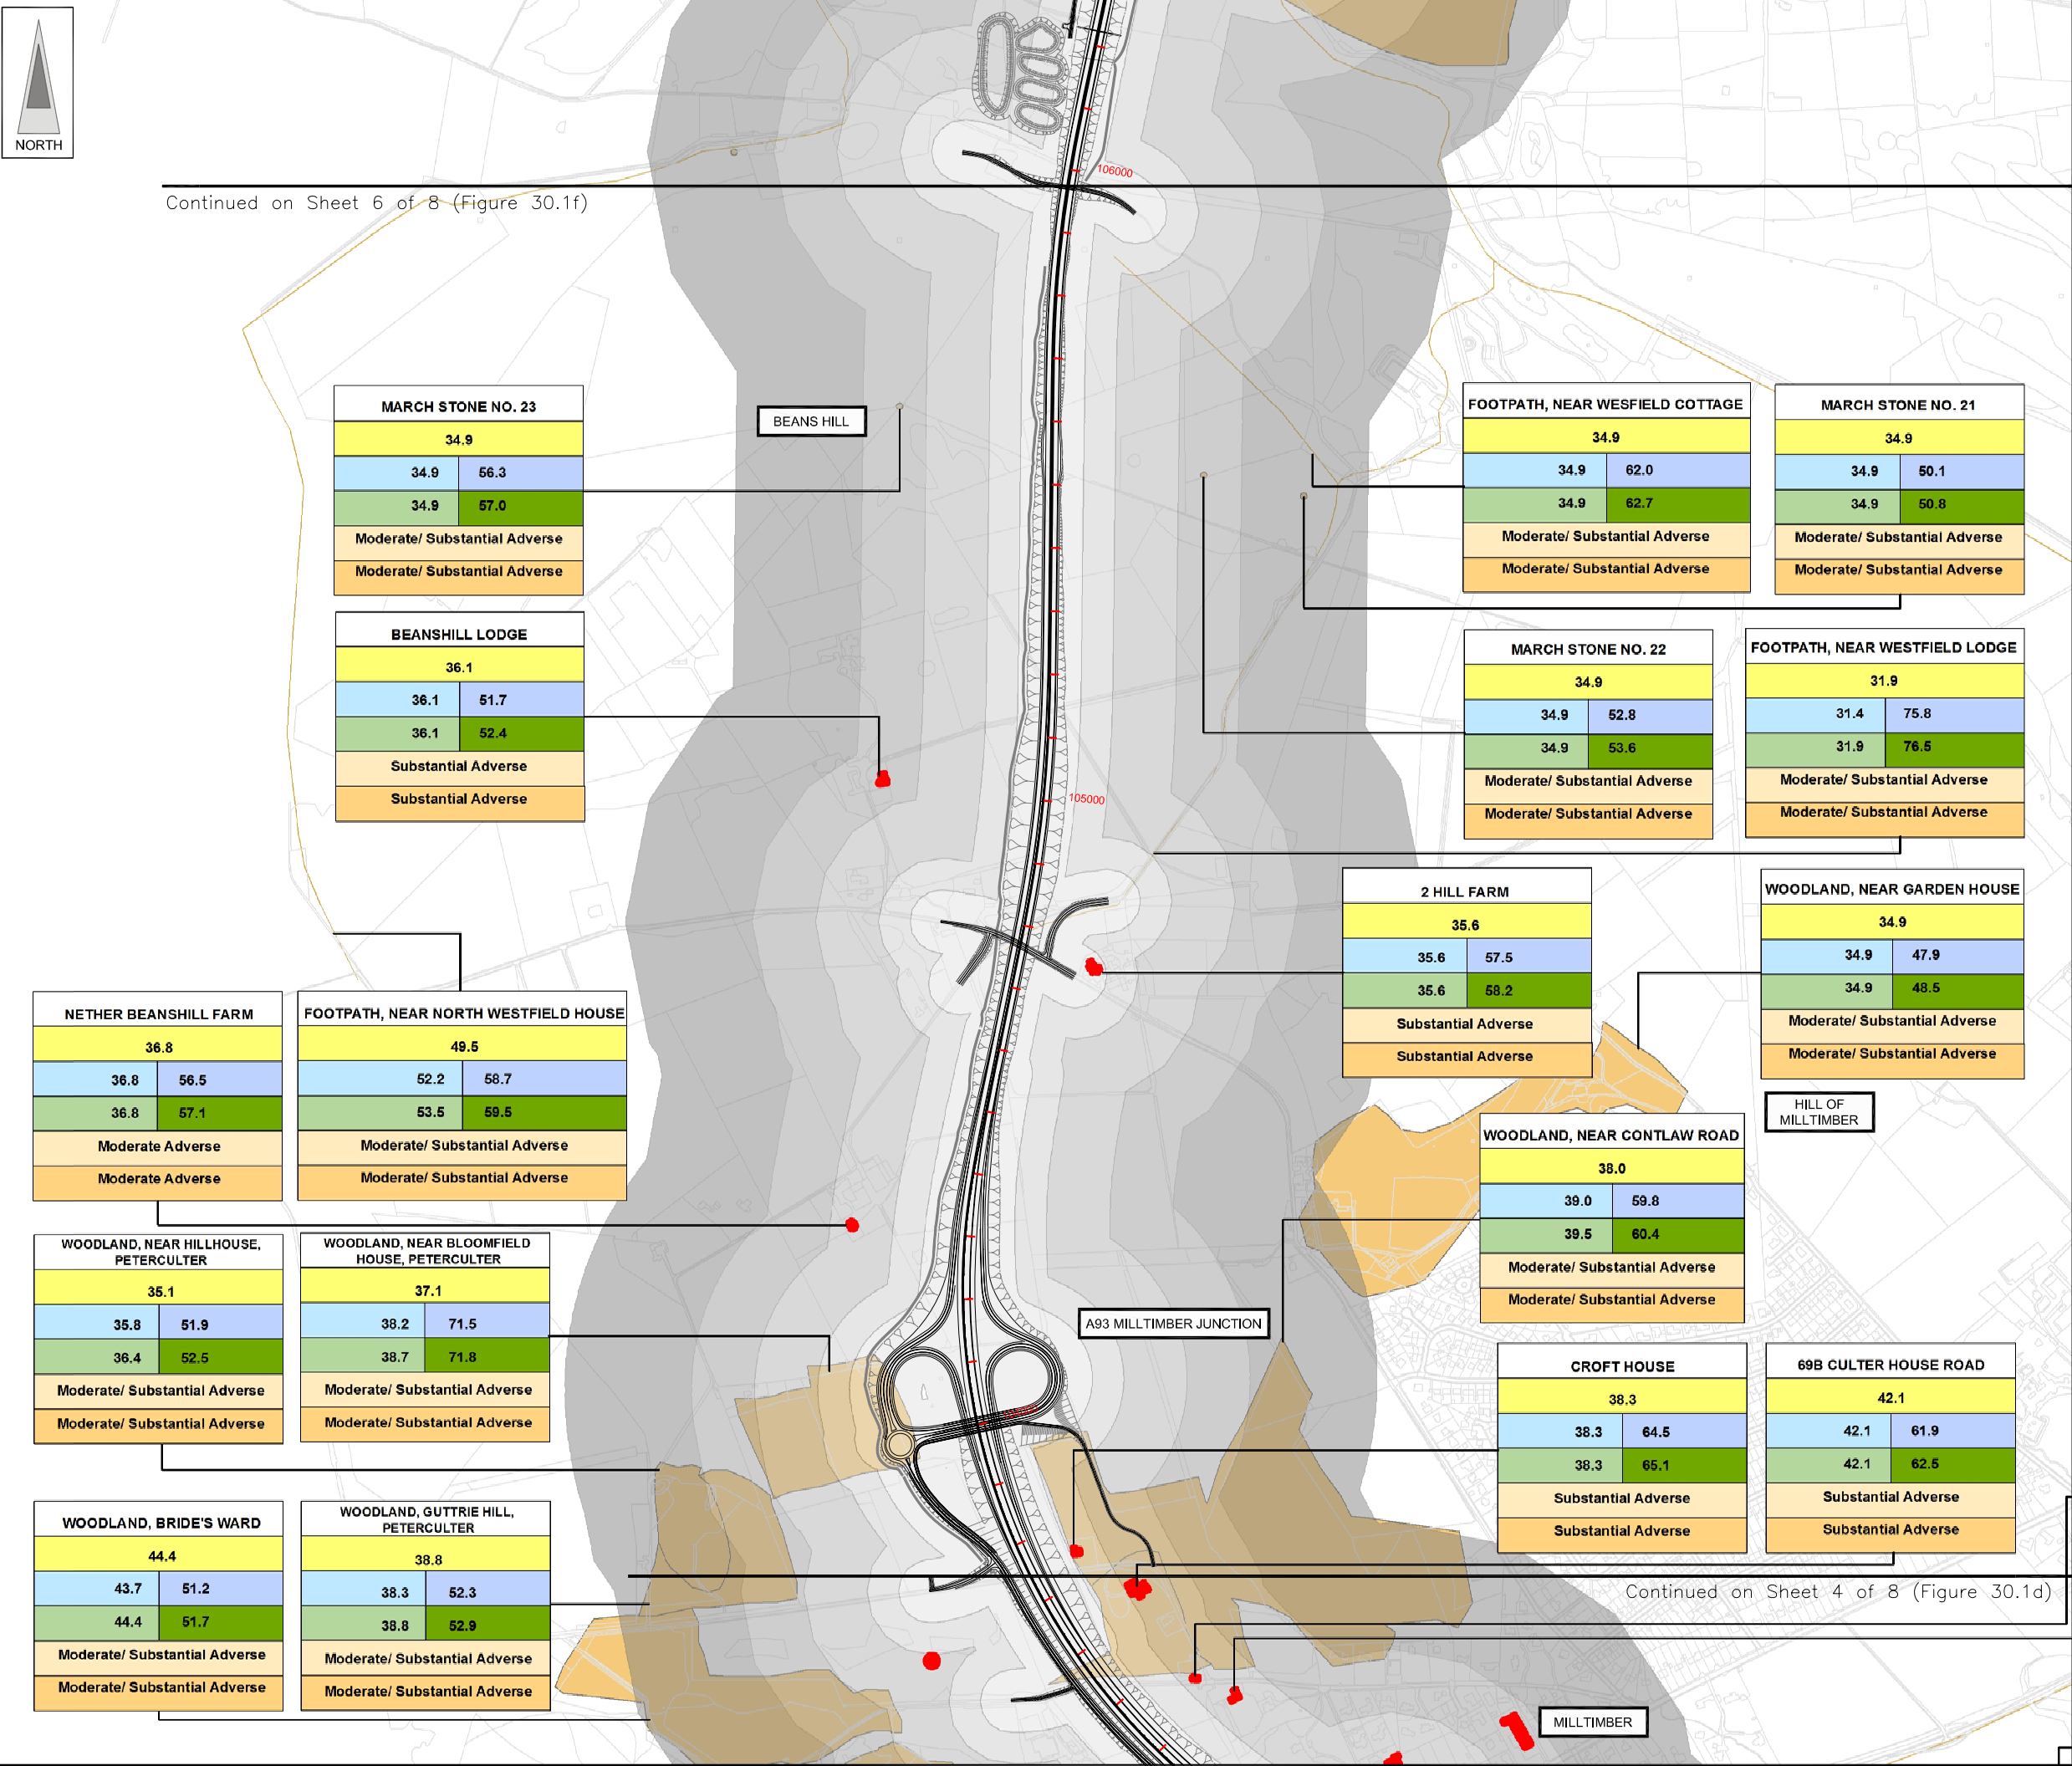 NORTH
106000
Continued on Sheet 6 of 8 (Figure 30.1f)
MARCH STONE NO. 23
34.9
34.9 56.3
34.9 57.0
Moderate/ Substantial Adverse
Moderate/ Substantial Adverse
BEANS HILL
FOOTPATH, NEAR WESFIELD COTTAGE
34.9
34.9 62.0
34.9 62.7
Moderate/ Substantial Adverse
Moderate/ Substantial Adverse
MARCH STONE NO. 21
34.9
34.9 50.1
34.9 50.8
Moderate/ Substantial Adverse
Moderate/ Substantial Adverse
BEANSHILL LODGE
36.1
36.1 51.7
36.1 52.4
Substantial Adverse
Substantial Adverse
MARCH STONE NO. 22
34.9
34.9 52.8
34.9 53.6
Moderate/ Substantial Adverse
Moderate/ Substantial Adverse
FOOTPATH, NEAR WESTFIELD LODGE
31.9
31.4 75.8
31.9 76.5
Moderate/ Substantial Adverse
Moderate/ Substantial Adverse
105000
2 HILL FARM
35.6
35.6 57.5
35.6 58.2
Substantial Adverse
Substantial Adverse
WOODLAND, NEAR GARDEN HOUSE
34.9
34.9 47.9
34.9 48.5
Moderate/ Substantial Adverse
Moderate/ Substantial Adverse
NETHER BEANSHILL FARM
36.8
36.8 56.5
36.8 57.1
Moderate Adverse
Moderate Adverse
FOOTPATH, NEAR NORTH WESTFIELD HOUSE
49.5
52.2 58.7
53.5 59.5
Moderate/ Substantial Adverse
Moderate/ Substantial Adverse
HILL OF
MILLTIMBER
WOODLAND, NEAR CONTLAW ROAD
38.0
39.0 59.8
39.5 60.4
Moderate/ Substantial Adverse
Moderate/ Substantial Adverse
WOODLAND, NEAR HILLHOUSE,
PETERCULTER
35.1
35.8 51.9
36.4 52.5
Moderate/ Substantial Adverse
Moderate/ Substantial Adverse
WOODLAND, NEAR BLOOMFIELD
HOUSE, PETERCULTER
37.1
38.2 71.5
38.7 71.8
Moderate/ Substantial Adverse
Moderate/ Substantial Adverse
A93 MILLTIMBER JUNCTION
CROFT HOUSE
38.3
38.3 64.5
38.3 65.1
Substantial Adverse
Substantial Adverse
69B CULTER HOUSE ROAD
42.1
42.1 61.9
42.1 62.5
Substantial Adverse
Substantial Adverse
WOODLAND, BRIDE'S WARD
44.4
43.7 51.2
44.4 51.7
Moderate/ Substantial Adverse
Moderate/ Substantial Adverse
WOODLAND, GUTTRIE HILL,
PETERCULTER
38.8
38.3 52.3
38.8 52.9
Moderate/ Substantial Adverse
Moderate/ Substantial Adverse
Continued on Sheet 4 of 8 (Figure 30.1d)
MILLTIMBER